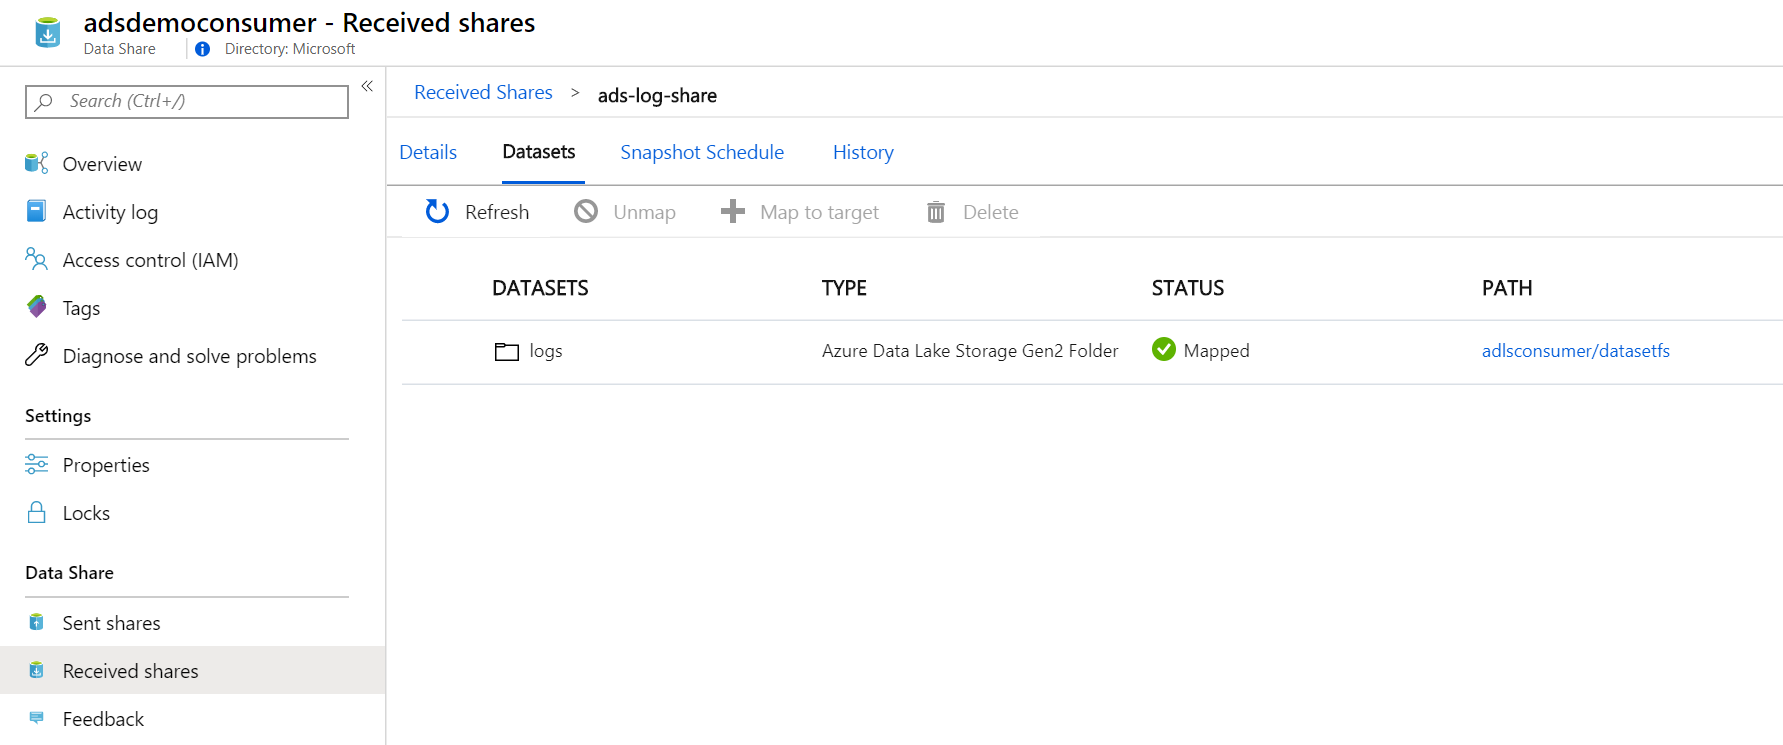 adsdemoconsumer - Received shares
Data Share
Directory: Microsoft
Search (Ctrl+/)
«
Overview
Activity log
Access control (IAM)
Tags
Diagnose and solve problems
Settings
Properties
Locks
Data Share
Sent shares
Received shares
Feedback
Received Shares > ads-log-share
Details Datasets Snapshot Schedule History
Refresh Unmap Map to target Delete
DATASETS TYPE STATUS PATH
logs Azure Data Lake Storage Gen2 Folder Mapped adlsconsumer/datasetfs